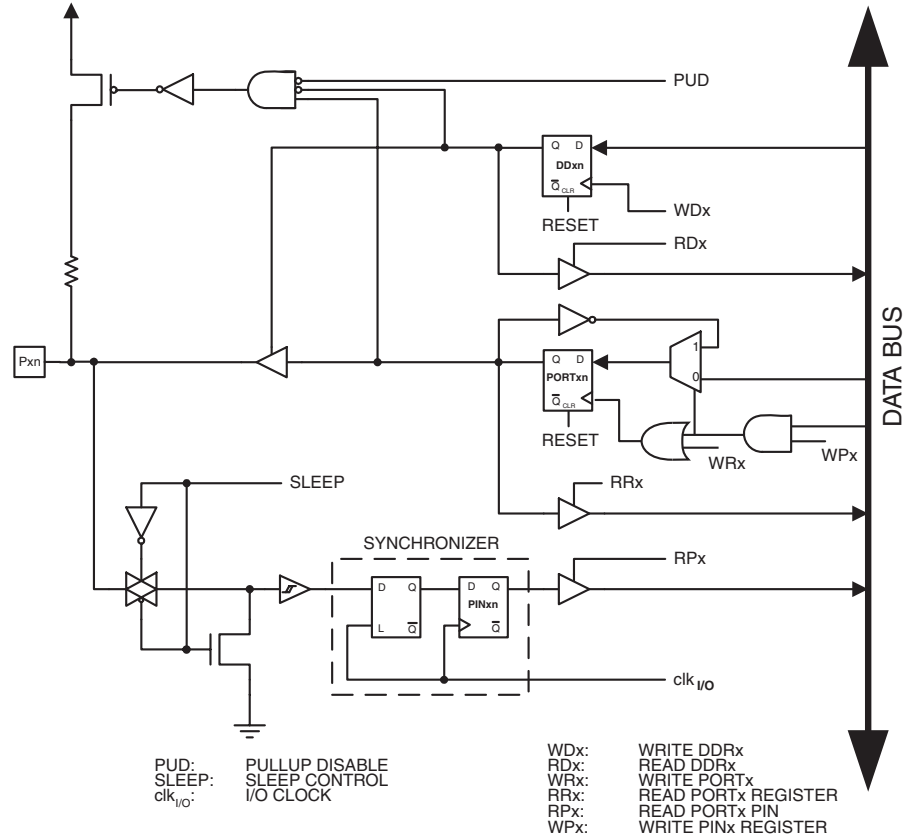 PUD
Q D
DDxn
Q CLR
WDx
RESET
RDx
Pxn
1
0
Q D
PORTxn
Q CLR
RESET
WRx
WPx
DATA BUS
SLEEP
RRx
SYNCHRONIZER
RPx
D Q
L Q
D Q
PINxn
Q
clk I/O
PUD: PULLUP DISABLE
SLEEP: SLEEP CONTROL
clk I/O: I/O CLOCK
WDx: WRITE DDRx
RDx: READ DDRx
WRx: WRITE PORTx
RRx: READ PORTx REGISTER
RPx: READ PORTx PIN
WPx: WRITE PINx REGISTER